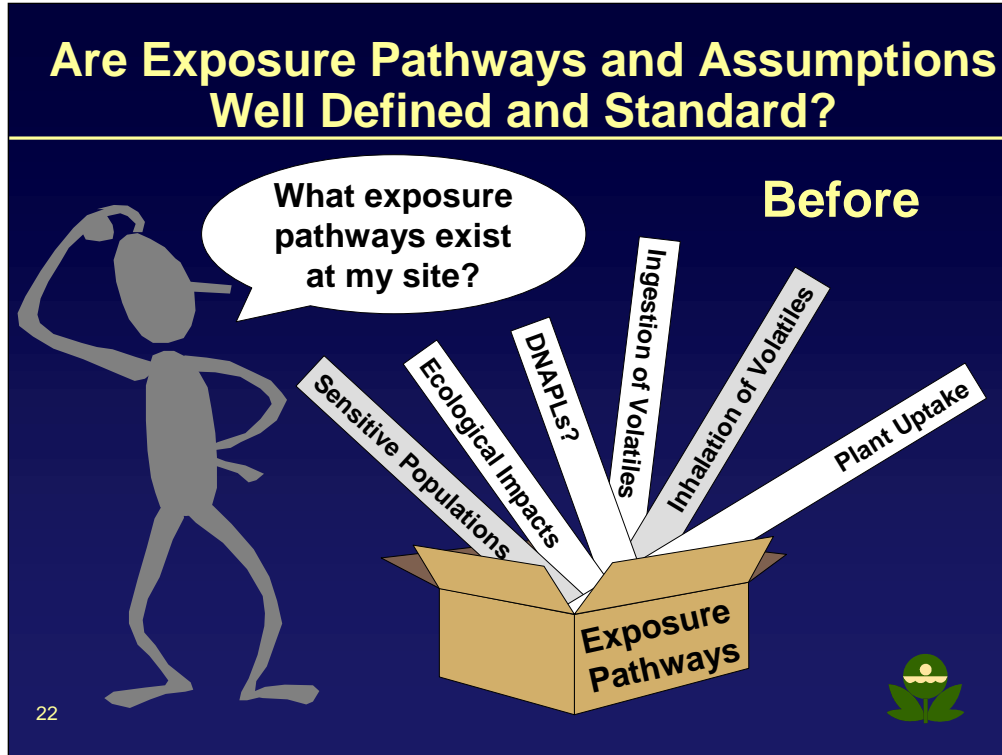 Are Exposure Pathways and Assumptions
Well Defined and Standard?
Before
What exposure
pathways exist
at my site?
Sensitive Populations
Ecological Impacts
DNAPLs?
Ingestion of Volatiles
Inhalation of Volatiles
Plant Uptake
Exposure
Pathways
22